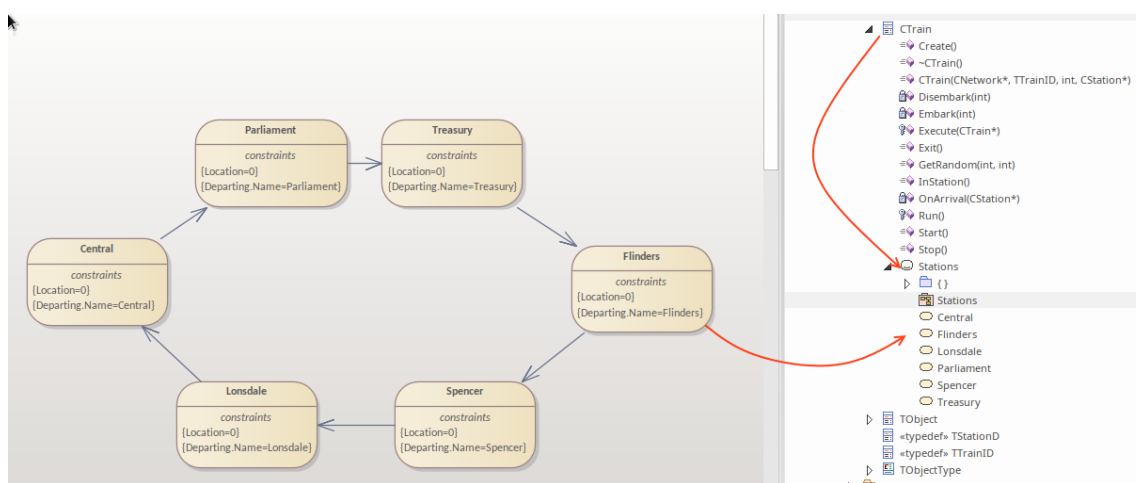 Parliament
constraints
{Location=0}
{Departing.Name=Parliament}
Treasury
constraints
{Location=0}
{Departing.Name=Treasury}
Central
constraints
{Location=0}
{Departing.Name=Central}
Flinders
constraints
{Location=0}
{Departing.Name=Flinders}
Lonsdale
constraints
{Location=0}
{Departing.Name=Lonsdale}
Spencer
constraints
{Location=0}
{Departing.Name=Spencer}
CTrain
Create()
~CTrain()
CTrain(CNetwork*, TTrainID, int, CStation*)
Disembark(int)
Embark(int)
Execute(CTrain*)
Exit()
GetRandom(int, int)
InStation()
OnArrival(CStation*)
Run()
Start()
Stop()
Stations
{ }
Stations
Central
Flinders
Lonsdale
Parliament
Spencer
Treasury
TObject
«typedef» TStationD
«typedef» TTrainID
TObjectType